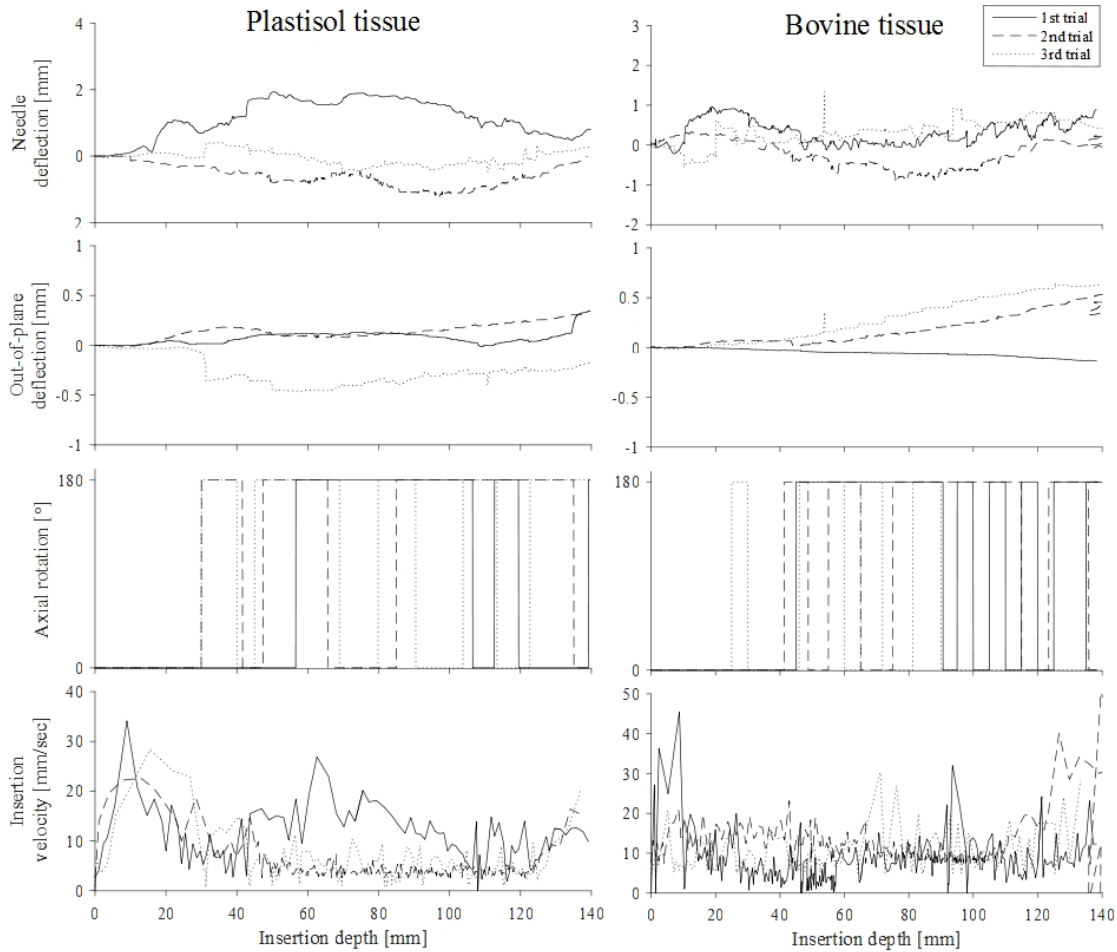 Plastisol tissue
Bovine tissue
1st trial
2nd trial
3rd trial
Needle
deflection [mm]
4
2
0
2
3
2
1
0
-1
-2
Out-of-plane
deflection [mm]
1
0.5
0
-0.5
-1
1
0.5
0
-0.5
-1
Axial rotation [°]
180
0
180
0
Insertion
velocity [mm/sec]
40
30
20
10
0
50
40
30
20
10
0
0 20 40 60 80 100 120 140
0 20 40 60 80 100 120 140
Insertion depth [mm]
Insertion depth [mm]